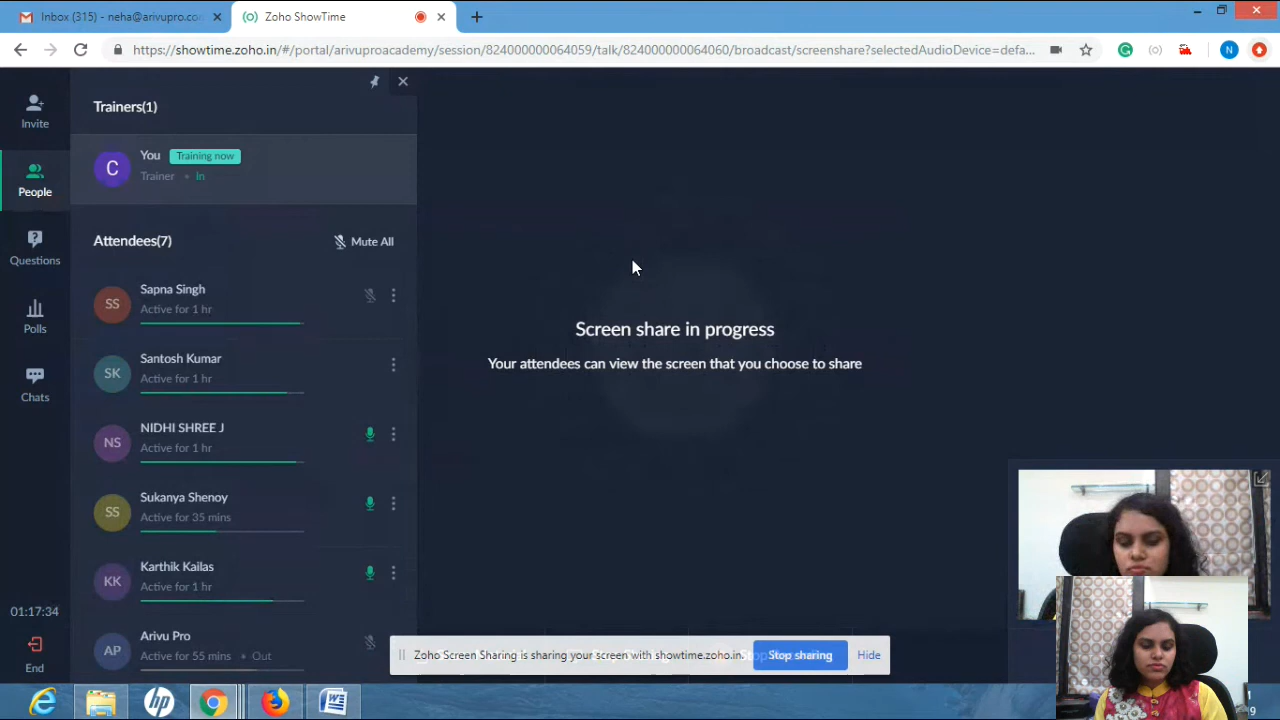 Inbox (315) - neha@arivupro.co
Zoho ShowTime
https://showtime.zoho.in/#/portal/arivuproacademy/session/824000000064059/talk/824000000064060/broadcast/screenshare?selectedAudioDevice=defa...
N
Invite
People
Questions
Polls
Chats
01:17:34
End
Trainers(1)
C
You Training now
Trainer • In
Attendees(7)
Mute All
SS
Sapna Singh
Active for 1 hr
SK
Santosh Kumar
Active for 1 hr
NS
NIDHI SHREE J
Active for 1 hr
SS
Sukanya Shenoy
Active for 35 mins
KK
Karthik Kailas
Active for 1 hr
AP
Arivu Pro
Active for 55 mins • Out
Screen share in progress
Your attendees can view the screen that you choose to share
Zoho Screen Sharing is sharing your screen with showtime.zoho.in.
Stop sharing
Hide